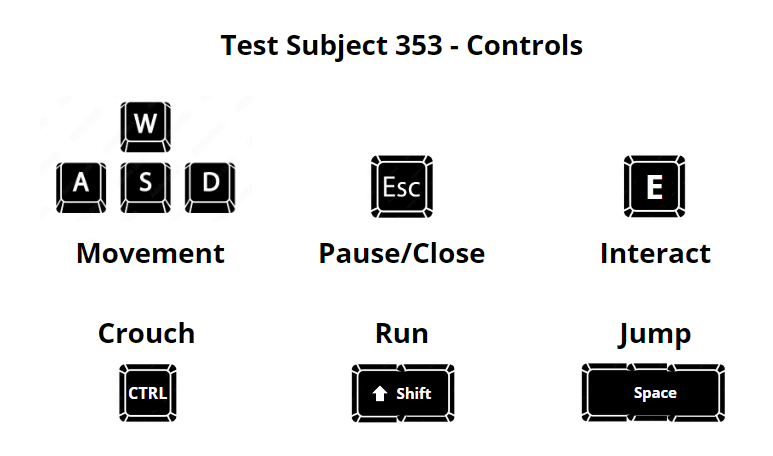 Test Subject 353 - Controls
W
A S D
Esc
E
Movement
Pause/Close
Interact
Crouch
Run
Jump
CTRL
Shift
Space